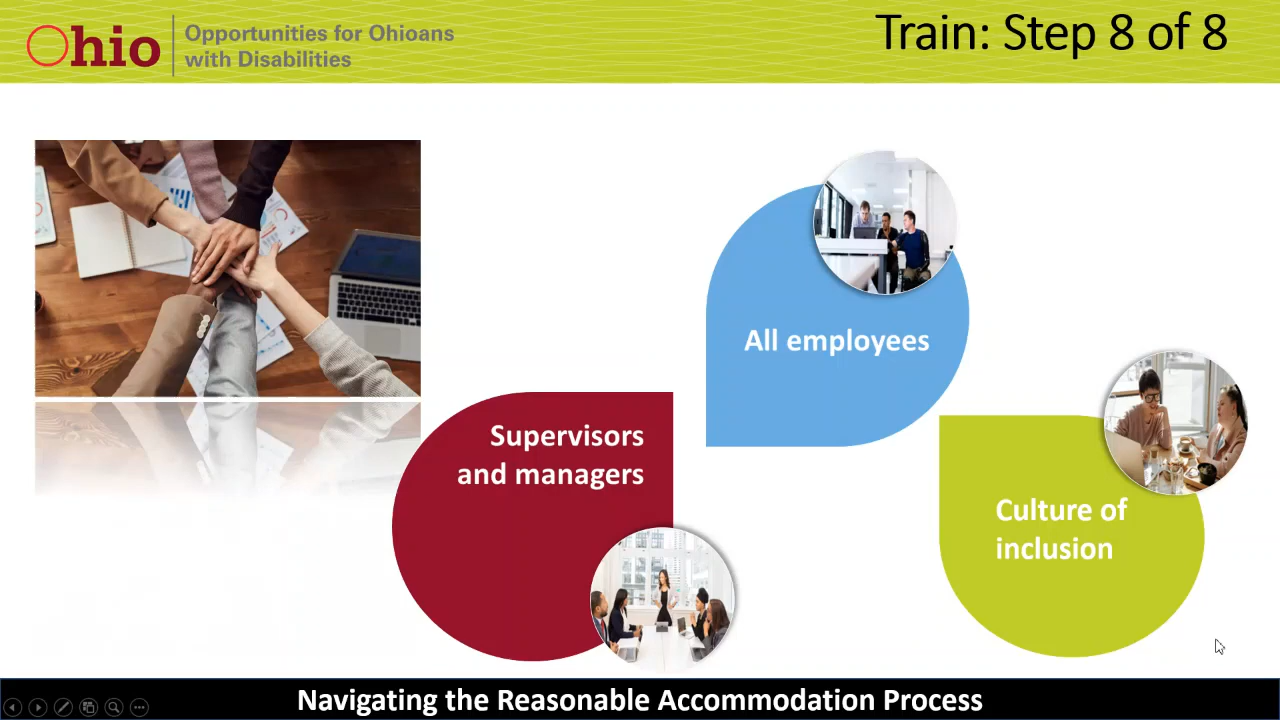 Ohio
Opportunities for Ohioans
with Disabilities
Train: Step 8 of 8
Supervisors
and managers
All employees
Culture of
inclusion
Navigating the Reasonable Accommodation Process